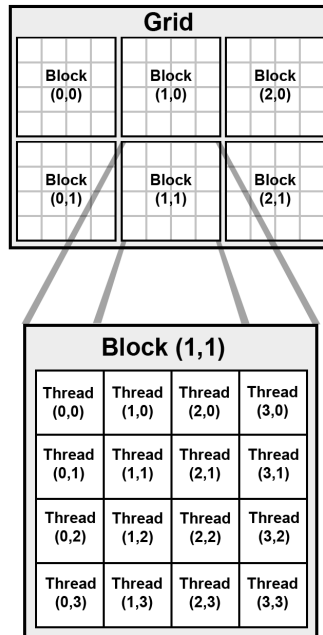 Grid
Block
(0,0)
Block
(1,0)
Block
(2,0)
Block
(0,1)
Block
(1,1)
Block
(2,1)
Block (1,1)
Thread
(0,0)
Thread
(1,0)
Thread
(2,0)
Thread
(3,0)
Thread
(0,1)
Thread
(1,1)
Thread
(2,1)
Thread
(3,1)
Thread
(0,2)
Thread
(1,2)
Thread
(2,2)
Thread
(3,2)
Thread
(0,3)
Thread
(1,3)
Thread
(2,3)
Thread
(3,3)